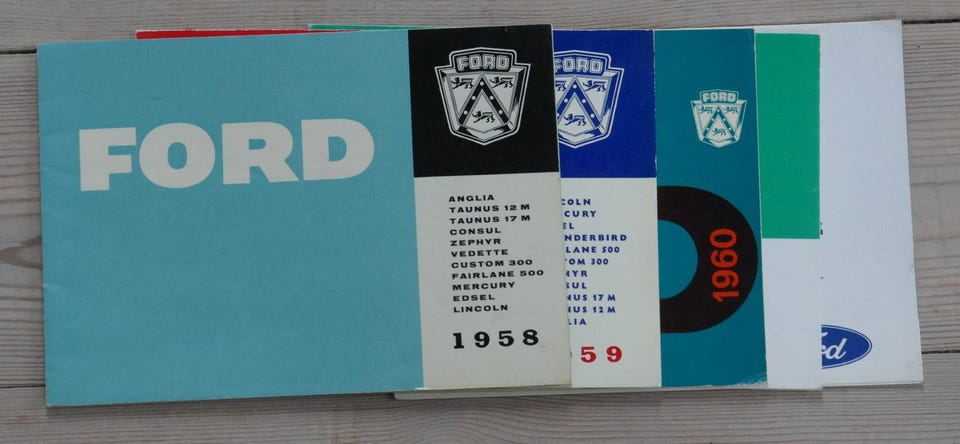 FORD
FORD
ANGLIA
TAUNUS 12 M
TAUNUS 17 M
CONSUL
ZEPHYR
VEDETTE
CUSTOM 300
FAIRLANE 500
MERCURY
EDSEL
LINCOLN
1958
FORD
COLN
CURY
EL
NDERBIRD
LANE 500
OM 300
HYR
SUL
NUS 17 M
NUS 12 M
LIA
959
FORD
1960
rd